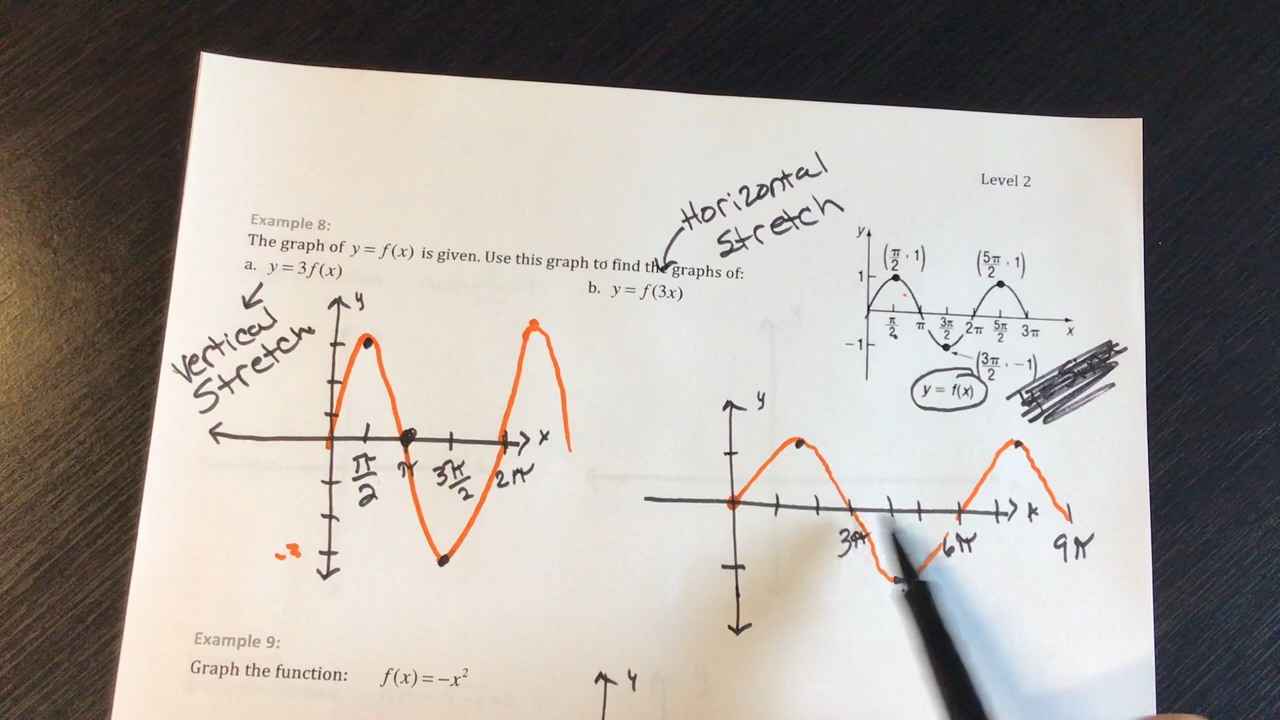 Level 2
Horizontal
Stretch
Example 8:
The graph of y = f(x) is given. Use this graph to find the graphs of:
a. y = 3f(x)
b. y = f(3x)
Vertical
Stretch
y
x
π/2
π
3π/2
2π
-3
y
(π/2, 1)
(5π/2, 1)
1
π/2
π
3π/2
2π
5π/2
3π
x
-1
(3π/2, -1)
y = f(x)
y
x
3π
6π
9π
Example 9:
Graph the function: f(x) = -x²
y